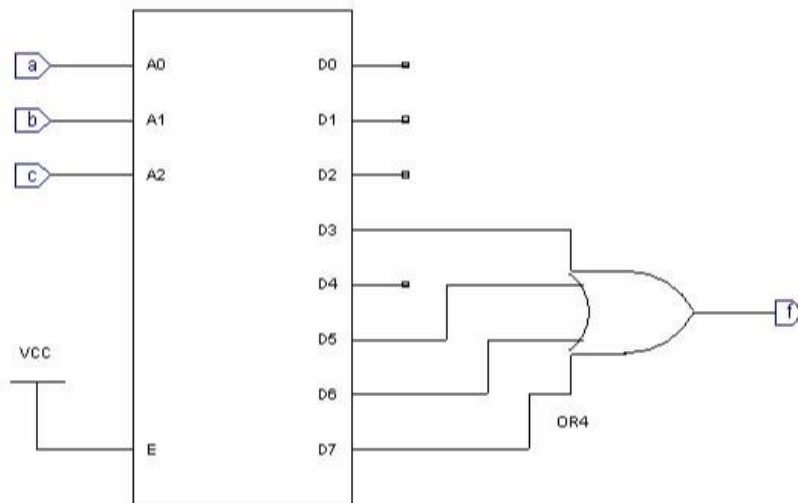 a A0 D0
b A1 D1
c A2 D2
D3
D4
f
D5
VCC
D6
OR4
E D7